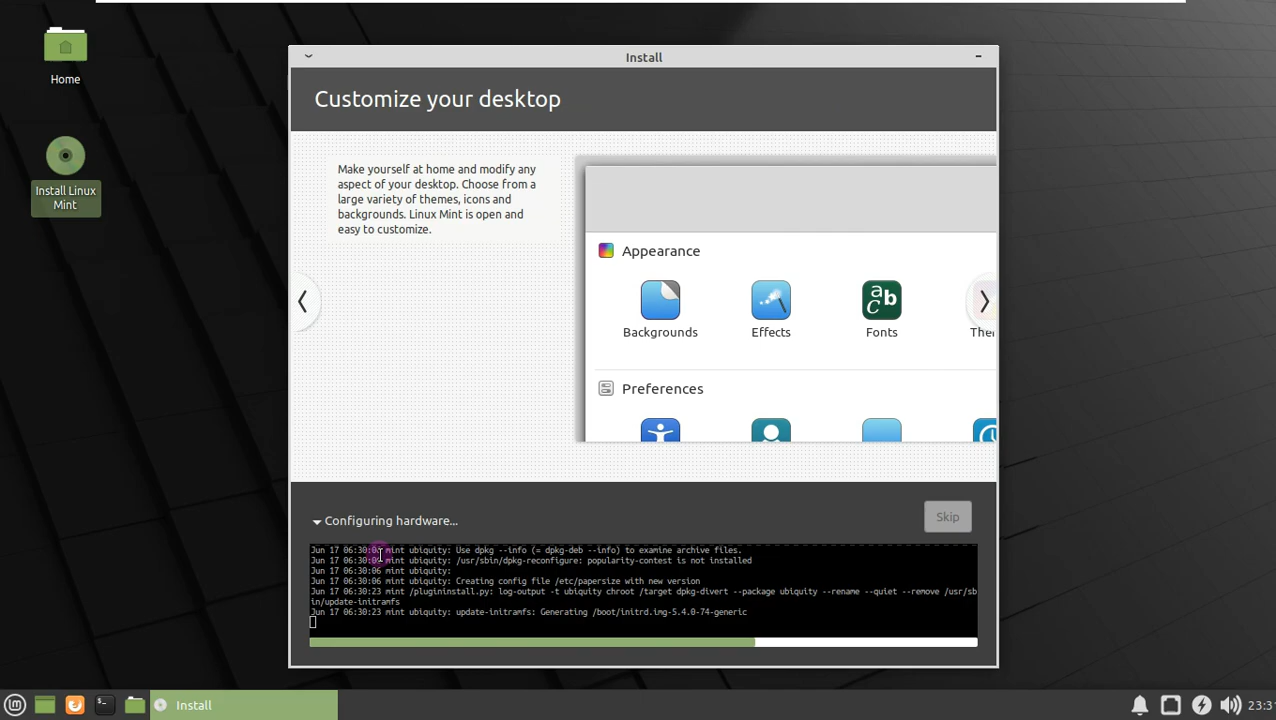 Home
Install Linux
Mint
Install
Customize your desktop
Make yourself at home and modify any
aspect of your desktop. Choose from a
large variety of themes, icons and
backgrounds. Linux Mint is open and
easy to customize.
Appearance
Backgrounds
Effects
Fonts
Preferences
Configuring hardware...
Skip
Jun 17 06:30:04 mint ubiquity: Use dpkg --info (= dpkg-deb --info) to examine archive files.
mint ubiquity: /usr/sbin/dpkg-reconfigure: popularity-contest is not installed
Jun 17 06:30:06 mint ubiquity:
Jun 17 06:30:06 mint ubiquity: Creating config file /etc/papersize with new version
Jun 17 06:30:23 mint /plugininstall.py: log-output -t ubiquity chroot /target dpkg-divert --package ubiquity --rename --quiet --remove /usr/sb
in/update-initramfs
Jun 17 06:30:23 mint ubiquity: update-initramfs: Generating /boot/initrd.img-5.4.0-74-generic
Install